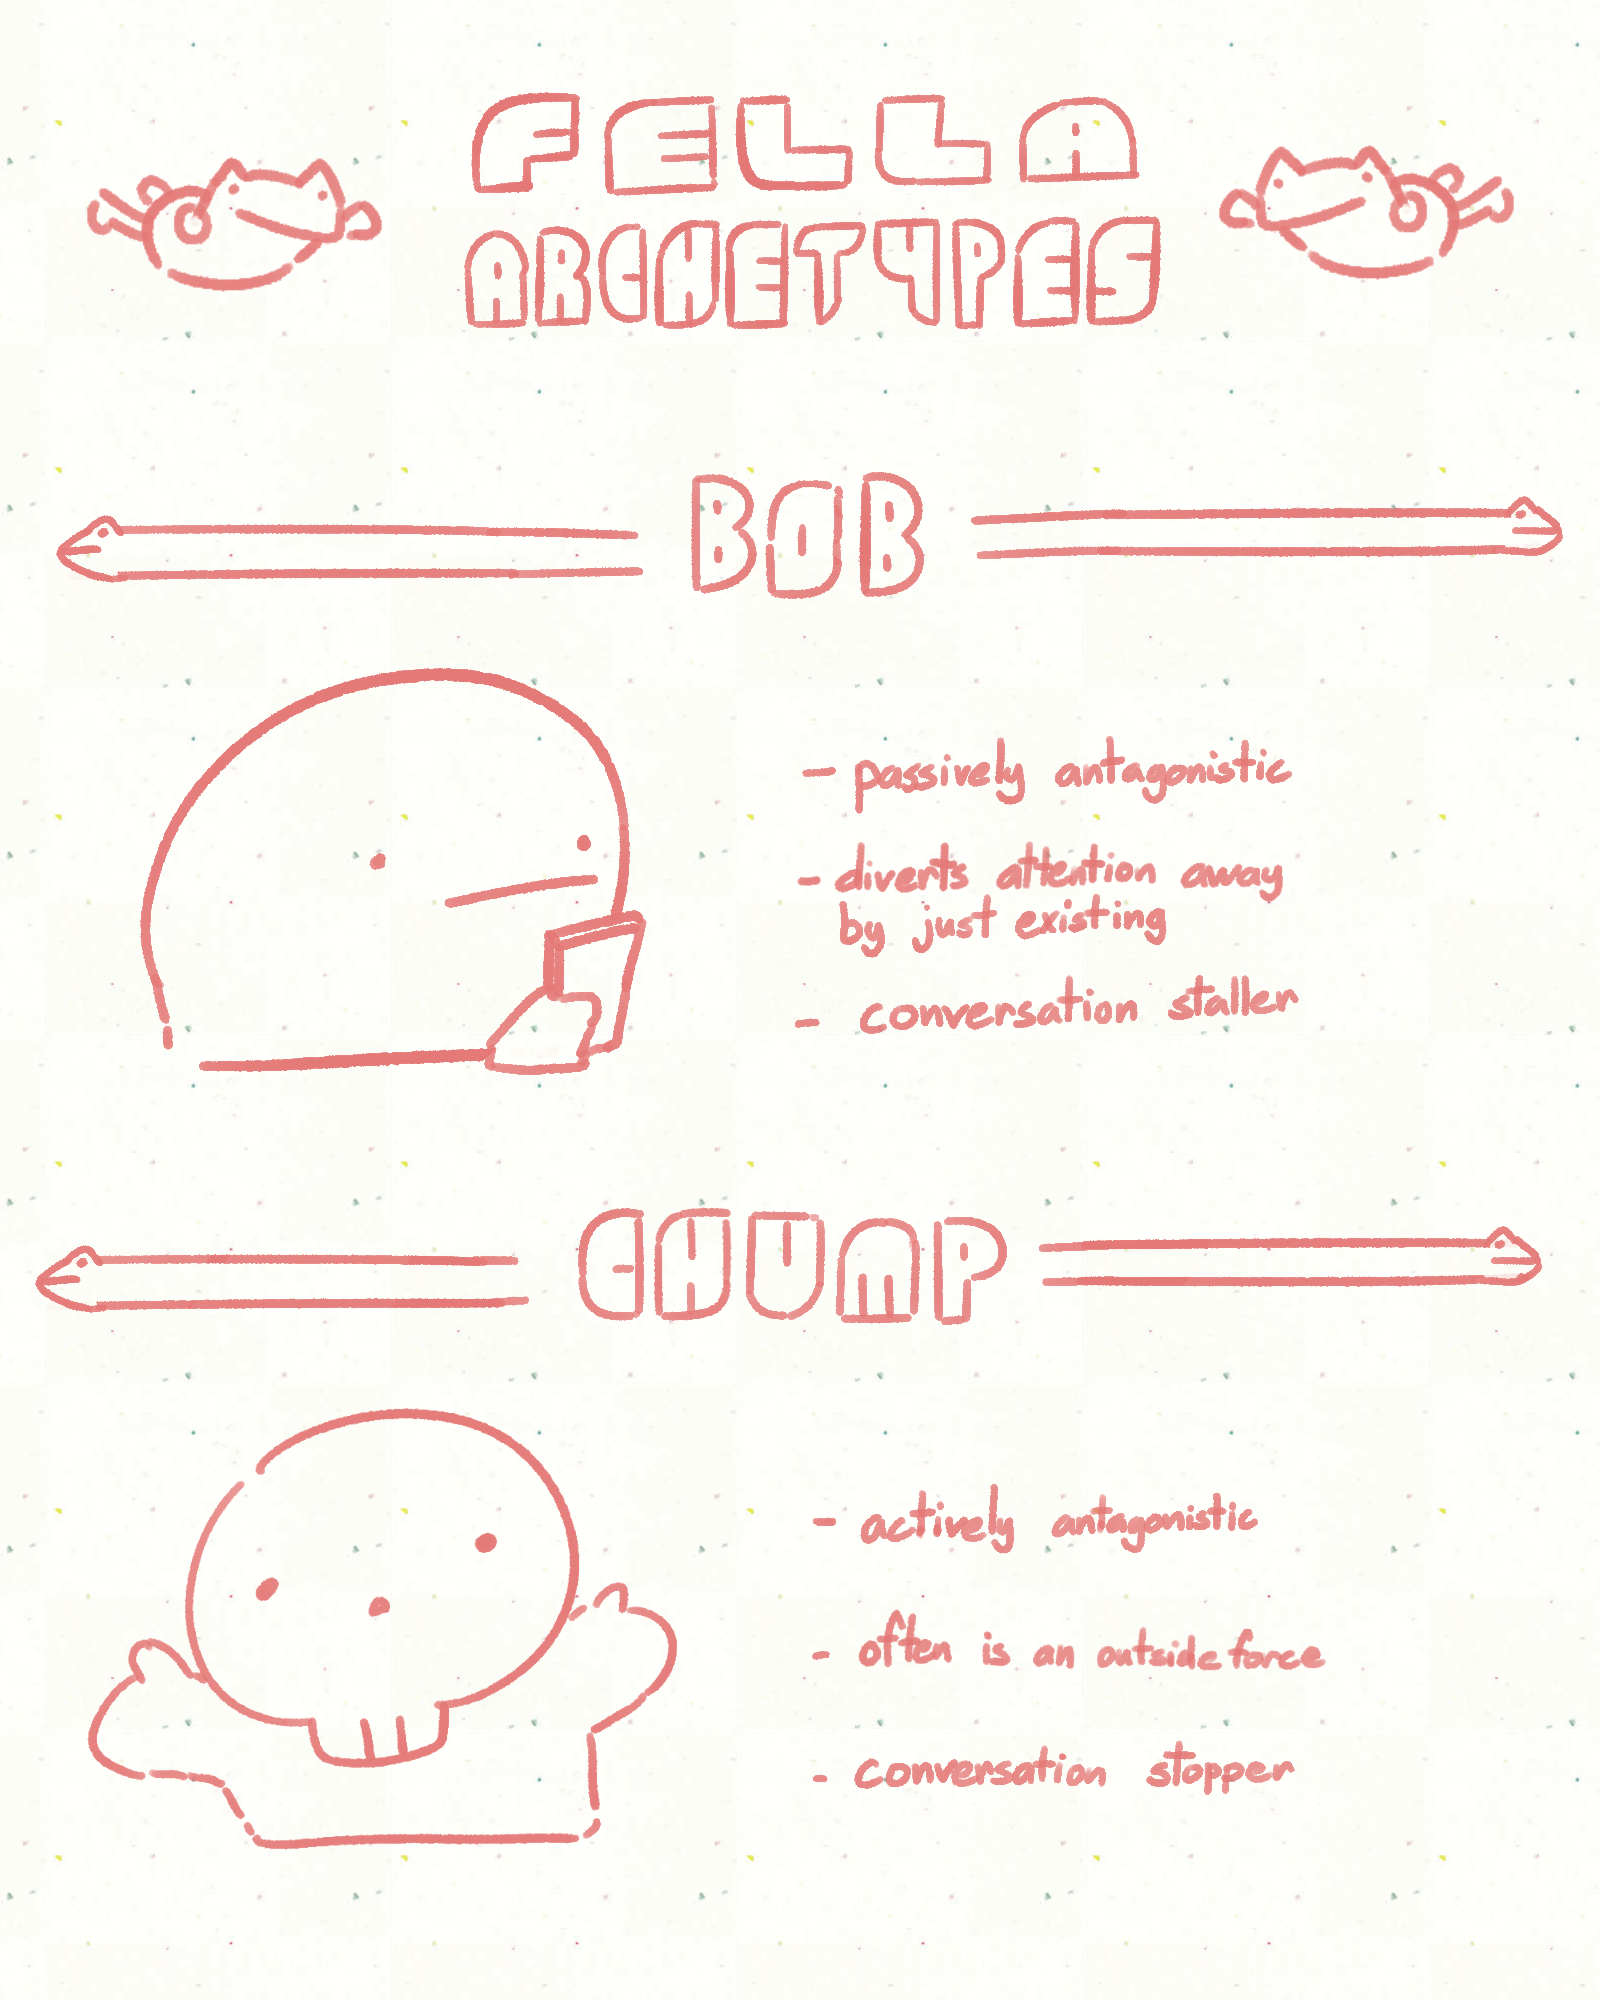 FELLA
ARCHETYPES
BOB
- passively antagonistic
- diverts attention away
by just existing
- conversation staller
CHUMP
- actively antagonistic
- often is an outside force
- conversation stopper